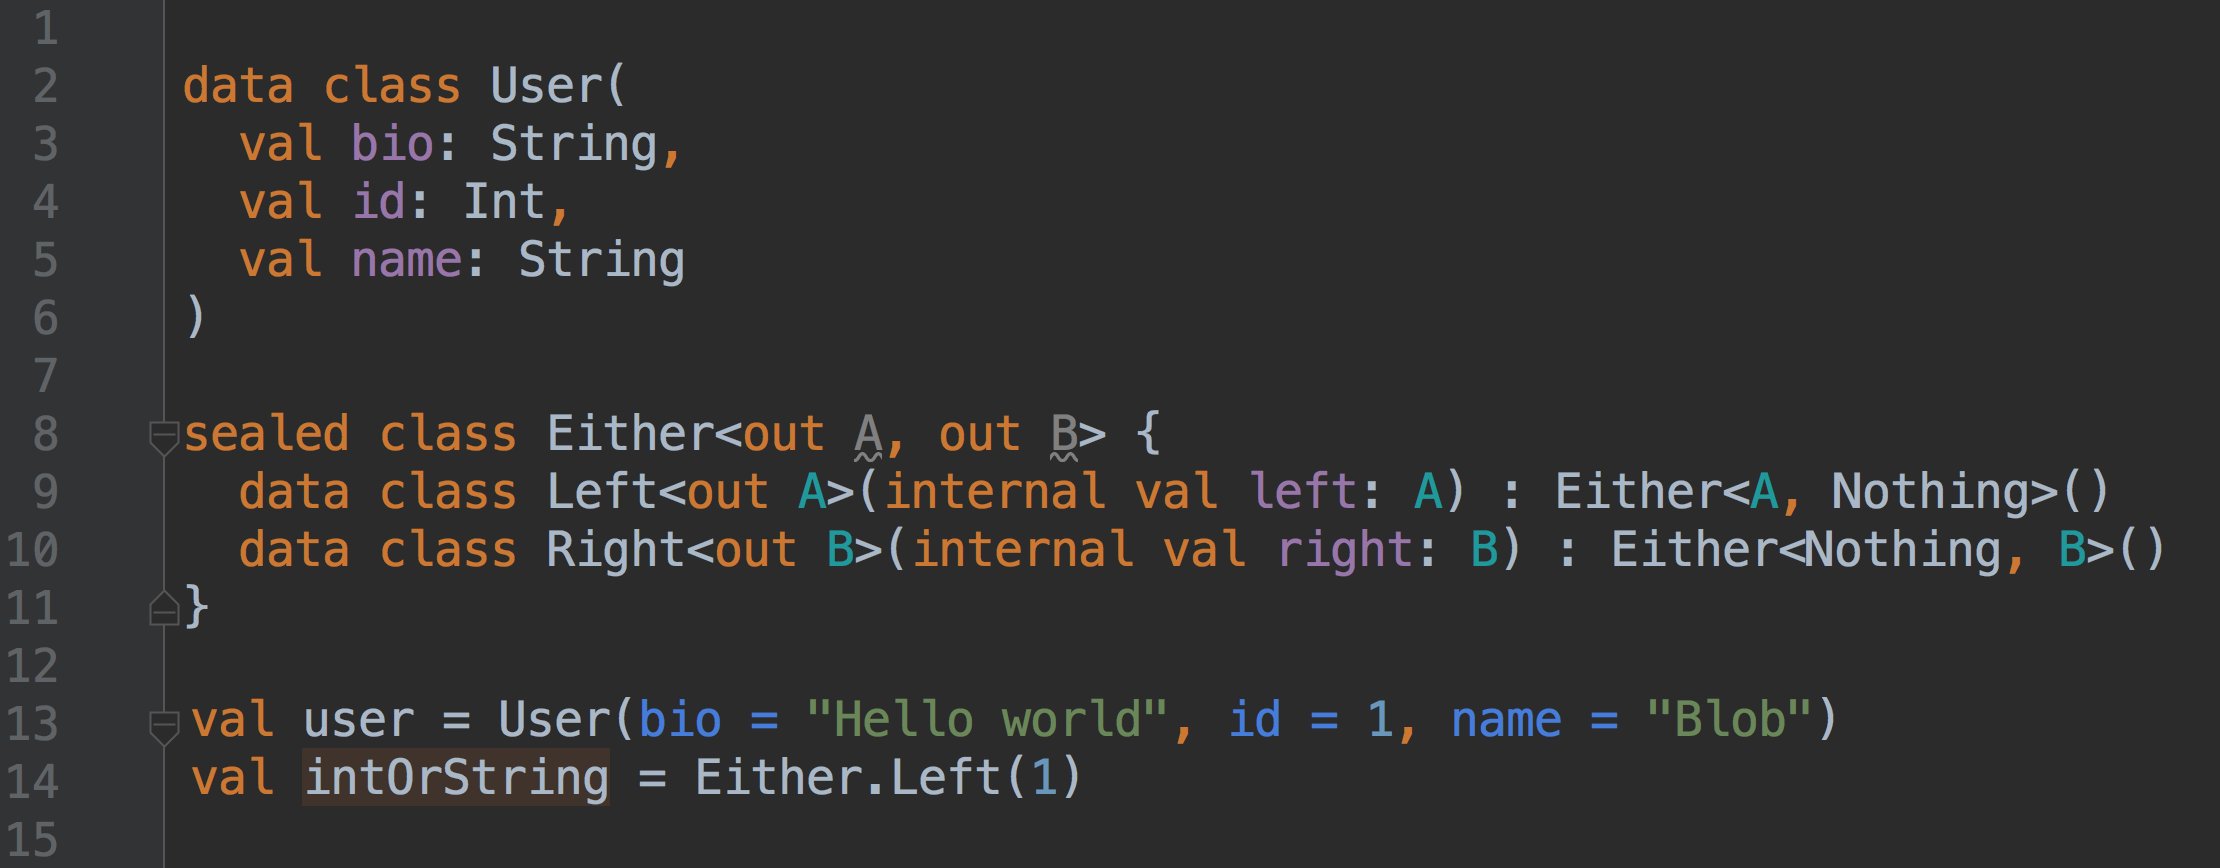 1
2 data class User(
3   val bio: String,
4   val id: Int,
5   val name: String
6 )
7
8 sealed class Either<out A, out B> {
9   data class Left<out A>(internal val left: A) : Either<A, Nothing>()
10   data class Right<out B>(internal val right: B) : Either<Nothing, B>()
11 }
12
13 val user = User(bio = "Hello world", id = 1, name = "Blob")
14 val intOrString = Either.Left(1)
15